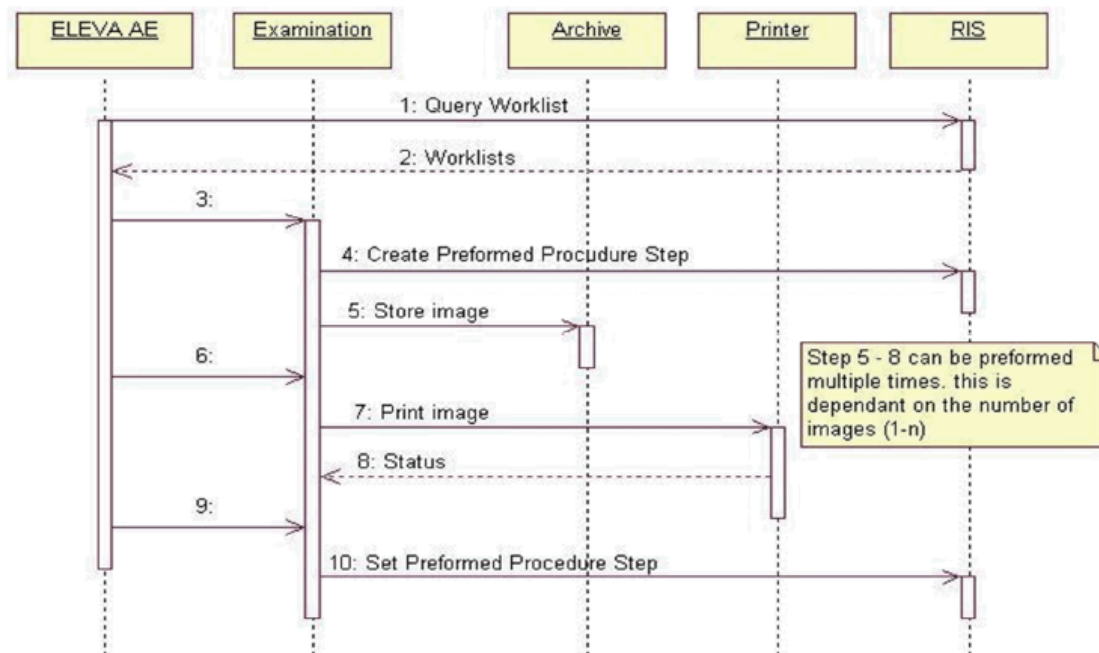 ELEVA AE
Examination
Archive
Printer
RIS
1: Query Worklist
2: Worklists
3:
4: Create Preformed Procudure Step
5: Store image
6:
Step 5 - 8 can be preformed
multiple times. this is
dependant on the number of
images (1-n)
7: Print image
8: Status
9:
10: Set Preformed Procedure Step